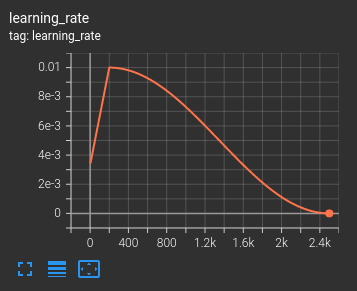 learning_rate
tag: learning_rate
0.01
8e-3
6e-3
4e-3
2e-3
0
0 400 800 1.2k 1.6k 2k 2.4k